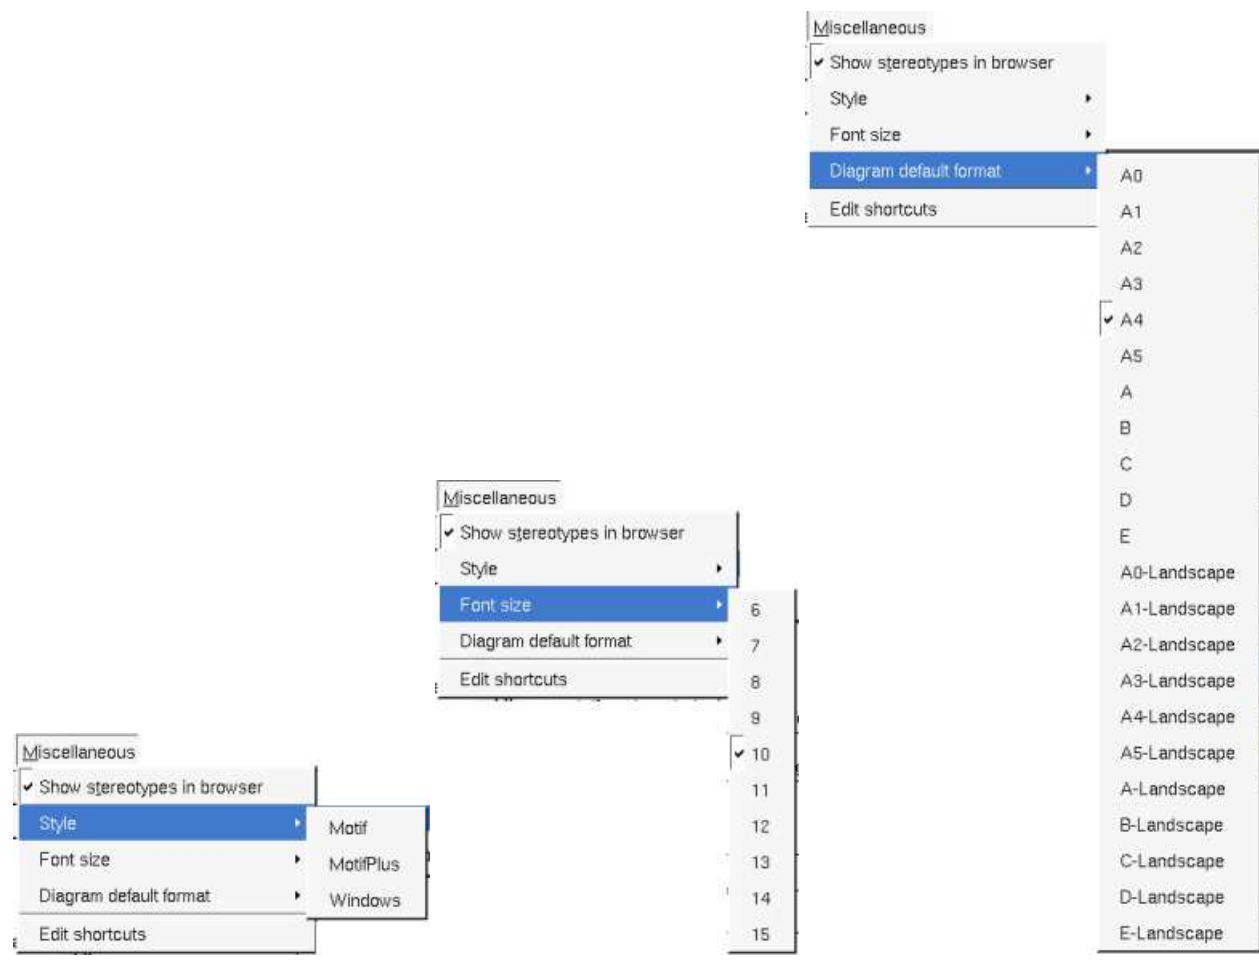 Miscellaneous
Show stereotypes in browser
Style
Font size
Diagram default format
Edit shortcuts
A0
A1
A2
A3
A4
A5
A
B
C
D
E
A0-Landscape
A1-Landscape
A2-Landscape
A3-Landscape
A4-Landscape
A5-Landscape
A-Landscape
B-Landscape
C-Landscape
D-Landscape
E-Landscape
Miscellaneous
Show stereotypes in browser
Style
Font size
Diagram default format
Edit shortcuts
6
7
8
9
10
11
12
13
14
15
Miscellaneous
Show stereotypes in browser
Style
Font size
Diagram default format
Edit shortcuts
Motif
MotifPlus
Windows